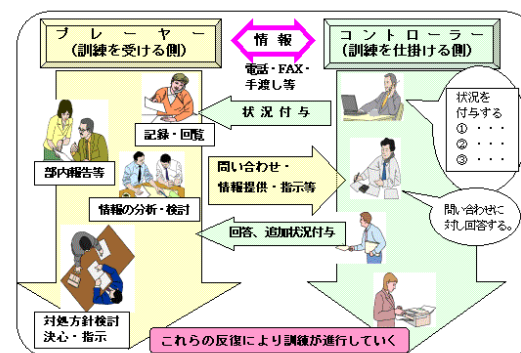 プレーヤー
(訓練を受ける側)
情報
電話・FAX・
手渡し等
コントローラー
(訓練を仕掛ける側)
状況付与
状況を
付与する
① ・・・
② ・・・
③ ・・・
記録・回覧
部内報告等
問い合わせ・
情報提供・指示等
情報の分析・検討
問い合わせに
対し回答する。
回答、追加状況付与
対処方針検討
決心・指示
これらの反復により訓練が進行していく